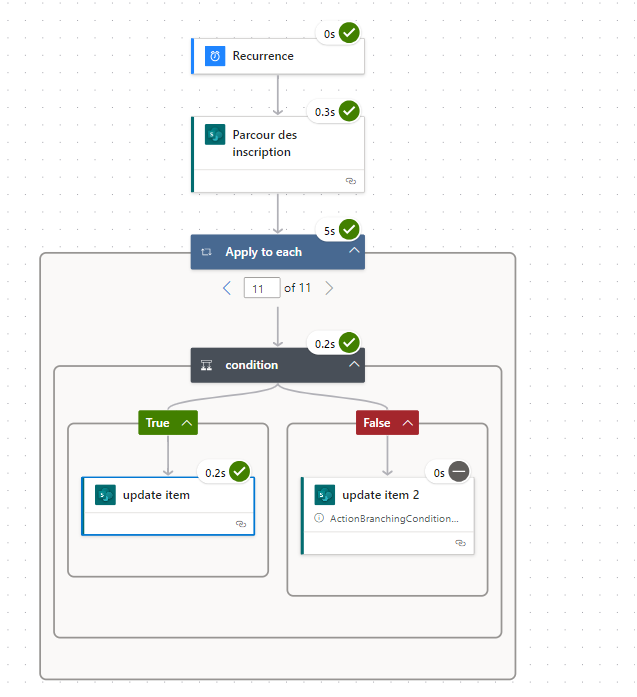 0s
Recurrence
0.3s
Parcour des
inscription
5s
Apply to each
11 of 11
0.2s
condition
True
False
0.2s
update item
0s
update item 2
ActionBranchingCondition...